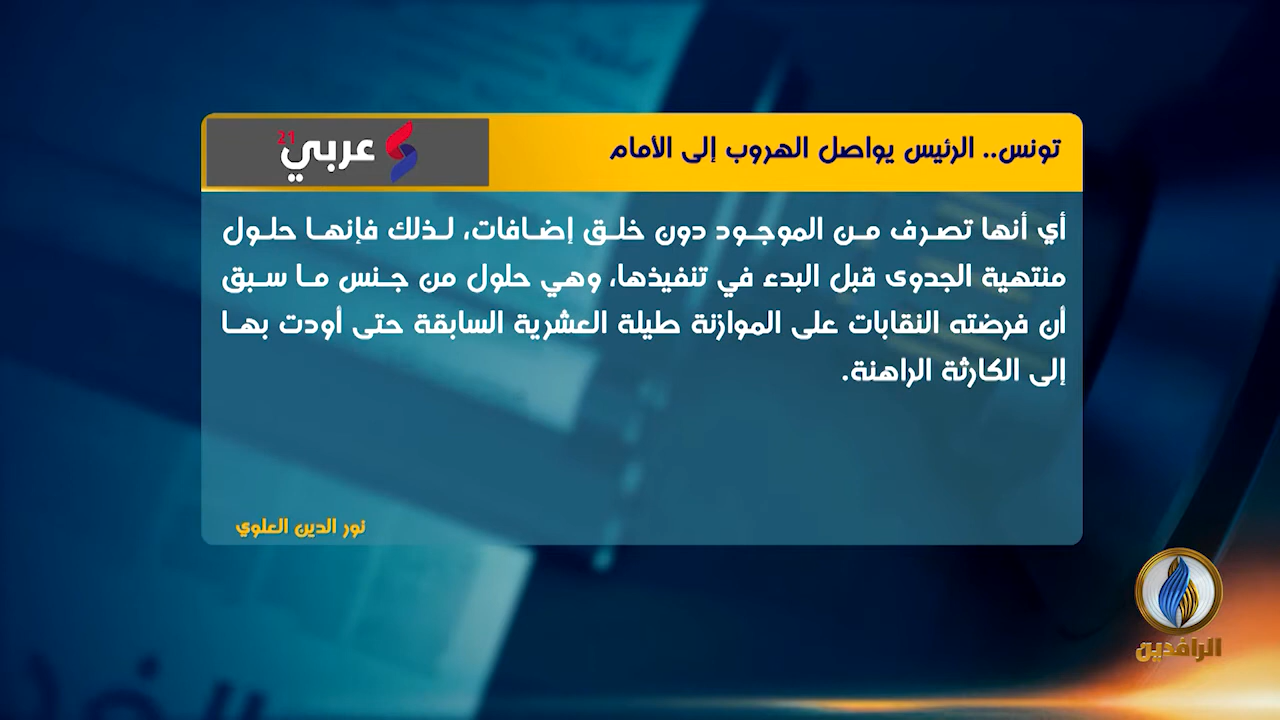 تونس.. الرئيس يواصل الهروب إلى الأمام
عربي 21
أي أنها تصرف من الموجود دون خلق إضافات، لذلك فإنها حلول
منتهية الجدوى قبل البدء في تنفيذها، وهي حلول من جنس ما سبق
أن فرضته النقابات على الموازنة طيلة العشرية السابقة حتى أودت بها
إلى الكارثة الراهنة.
نور الدين العلوي
الرافدين